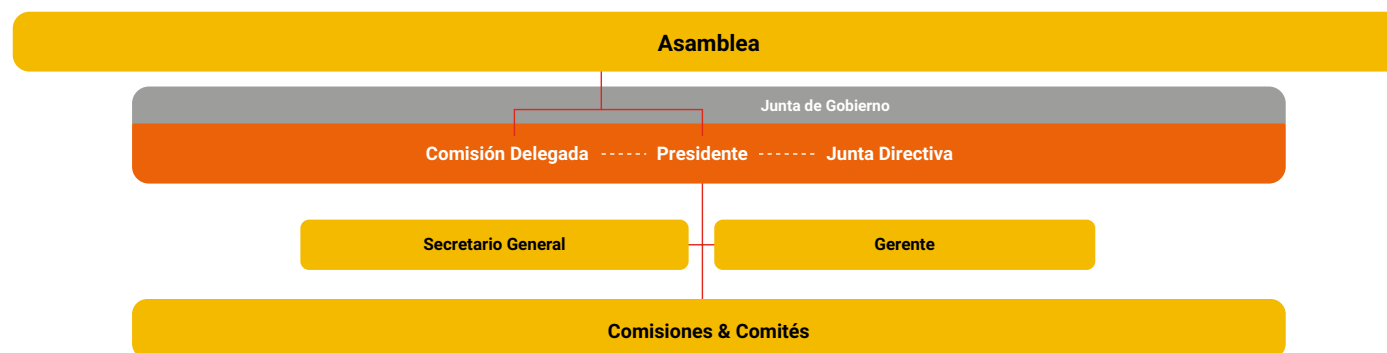 Asamblea
Junta de Gobierno
Comisión Delegada Presidente Junta Directiva
Secretario General Gerente
Comisiones & Comités